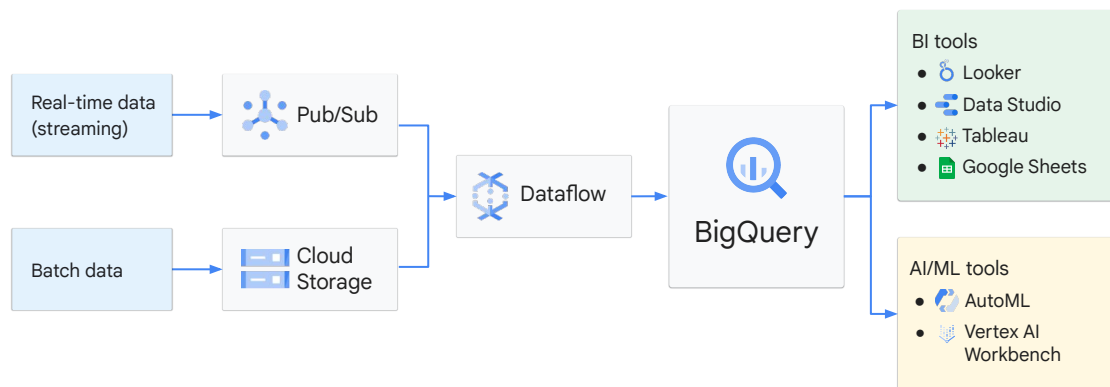 Real-time data
(streaming)
Pub/Sub
Batch data
Cloud
Storage
Dataflow
BigQuery
BI tools
Looker
Data Studio
Tableau
Google Sheets
AI/ML tools
AutoML
Vertex AI
Workbench